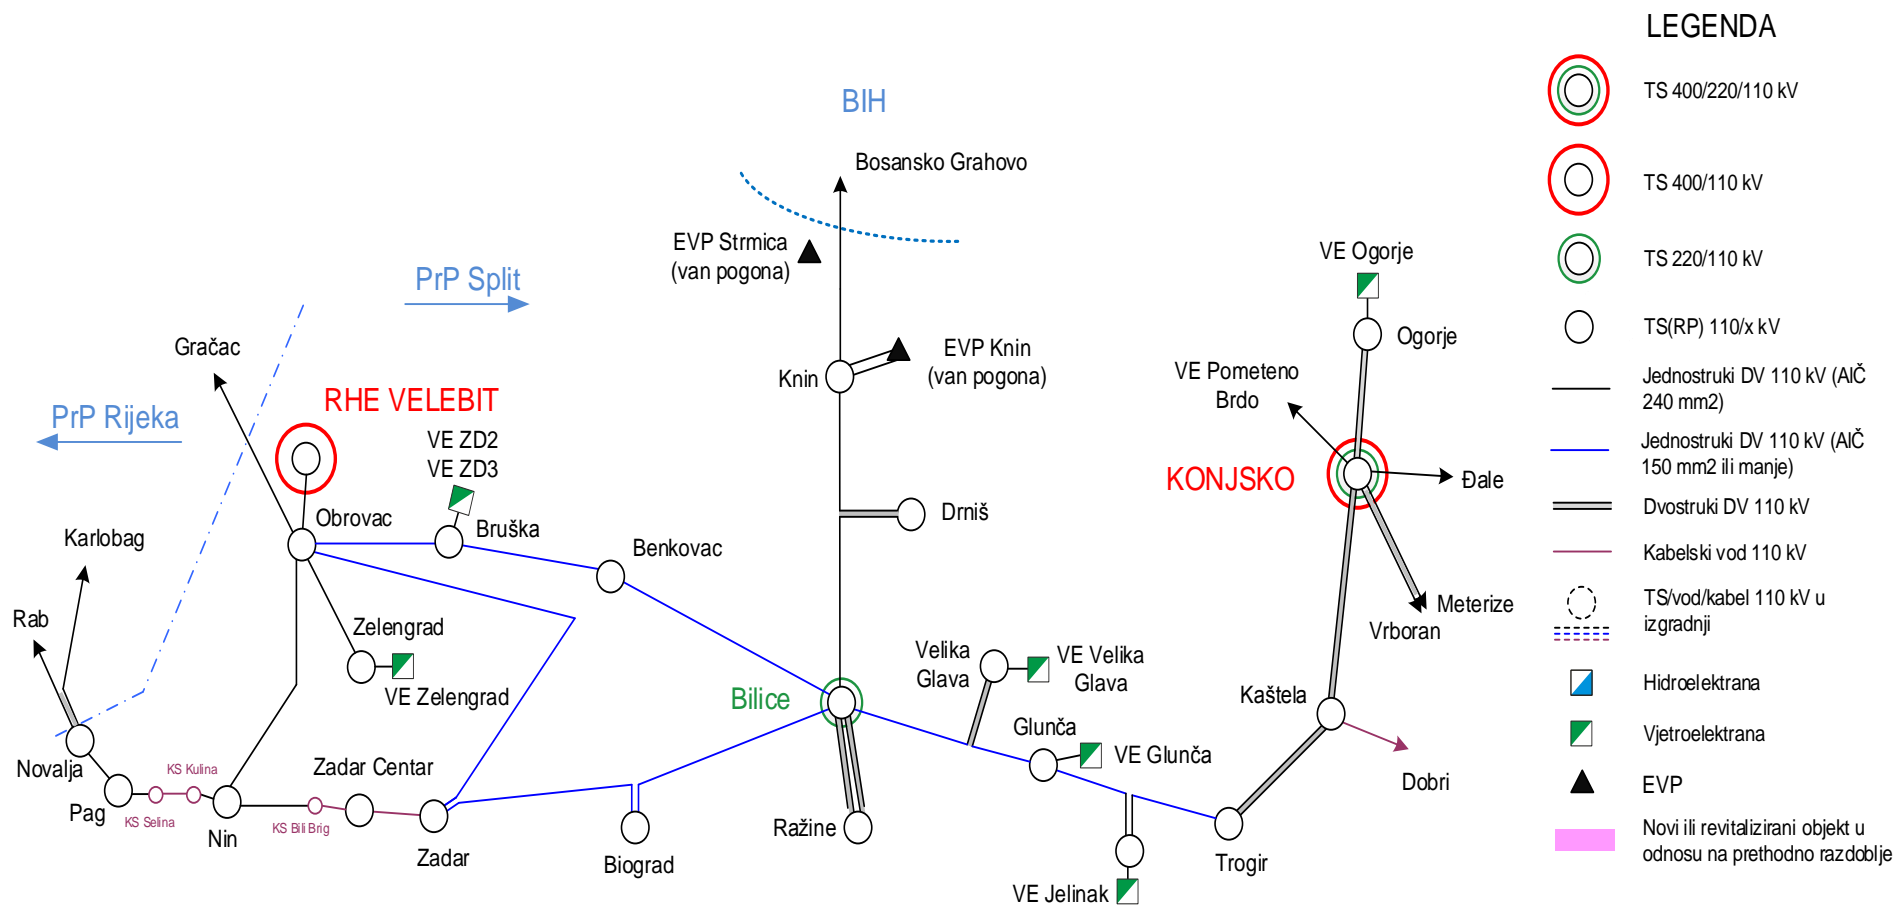 LEGENDA
TS 400/220/110 kV
TS 400/110 kV
TS 220/110 kV
TS(RP) 110/x kV
Jednostruki DV 110 kV (AlČ
240 mm2)
Jednostruki DV 110 kV (AlČ
150 mm2 ili manje)
Dvostruki DV 110 kV
Kabelski vod 110 kV
TS/vod/kabel 110 kV u
izgradnji
Hidroelektrana
Vjetroelektrana
EVP
Novi ili revitalizirani objekt u
odnosu na prethodno razdoblje
BIH
Bosansko Grahovo
EVP Strmica
(van pogona)
PrP Split
PrP Rijeka
Gračac
RHE VELEBIT
VE ZD2
VE ZD3
Obrovac
Bruška
Benkovac
Karlobag
Rab
Zelengrad
VE Zelengrad
Novalja
Pag
KS Kulina
KS Selina
Nin
KS Bili Brig
Zadar Centar
Zadar
Biograd
Knin
EVP Knin
(van pogona)
Drniš
Bilice
Ražine
Velika
Glava
VE Velika
Glava
Glunča
VE Glunča
VE Jelinak
Trogir
Kaštela
Dobri
VE Ogorje
Ogorje
VE Pometeno
Brdo
KONJSKO
Đale
Meterize
Vrboran